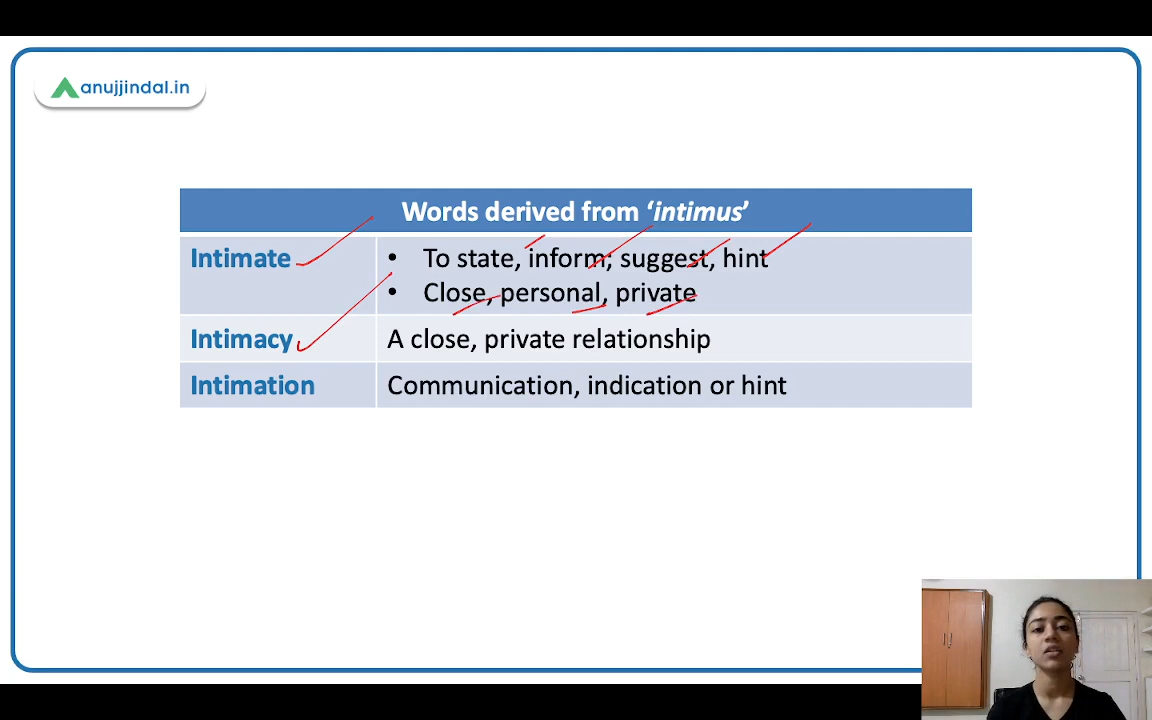 anujjindal.in
Words derived from ‘intimus’
Intimate
• To state, inform; suggest, hint
• Close, personal, private
Intimacy
A close, private relationship
Intimation
Communication, indication or hint